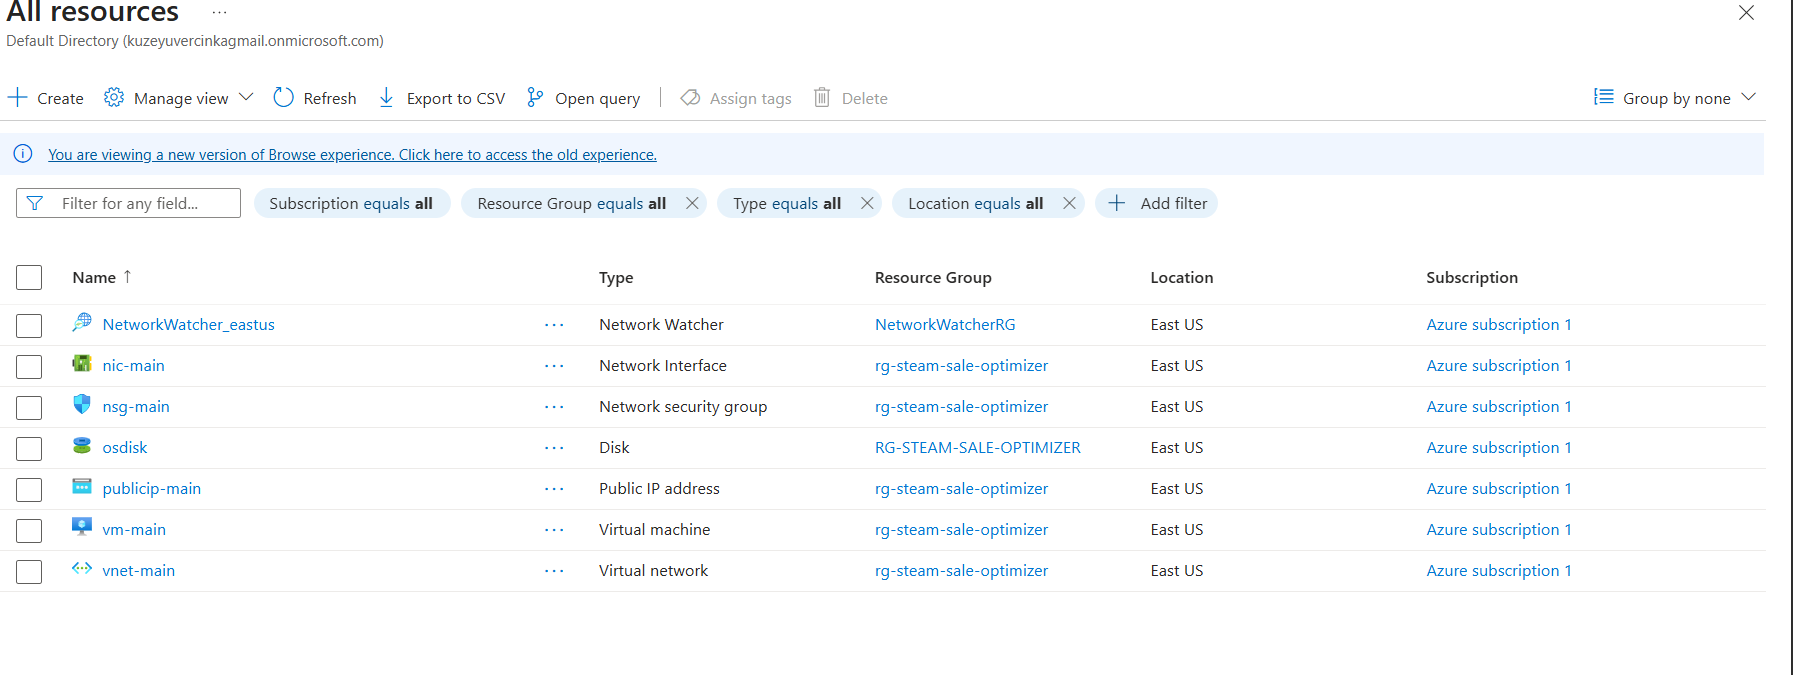 All resources ...
Default Directory (kuzeyuvercinkagmail.onmicrosoft.com)
Create Manage view Refresh Export to CSV Open query Assign tags Delete Group by none
You are viewing a new version of Browse experience. Click here to access the old experience.
Filter for any field... Subscription equals all Resource Group equals all Type equals all Location equals all Add filter
Name ↑ Type Resource Group Location Subscription
NetworkWatcher_eastus ... Network Watcher NetworkWatcherRG East US Azure subscription 1
nic-main ... Network Interface rg-steam-sale-optimizer East US Azure subscription 1
nsg-main ... Network security group rg-steam-sale-optimizer East US Azure subscription 1
osdisk ... Disk RG-STEAM-SALE-OPTIMIZER East US Azure subscription 1
publicip-main ... Public IP address rg-steam-sale-optimizer East US Azure subscription 1
vm-main ... Virtual machine rg-steam-sale-optimizer East US Azure subscription 1
vnet-main ... Virtual network rg-steam-sale-optimizer East US Azure subscription 1